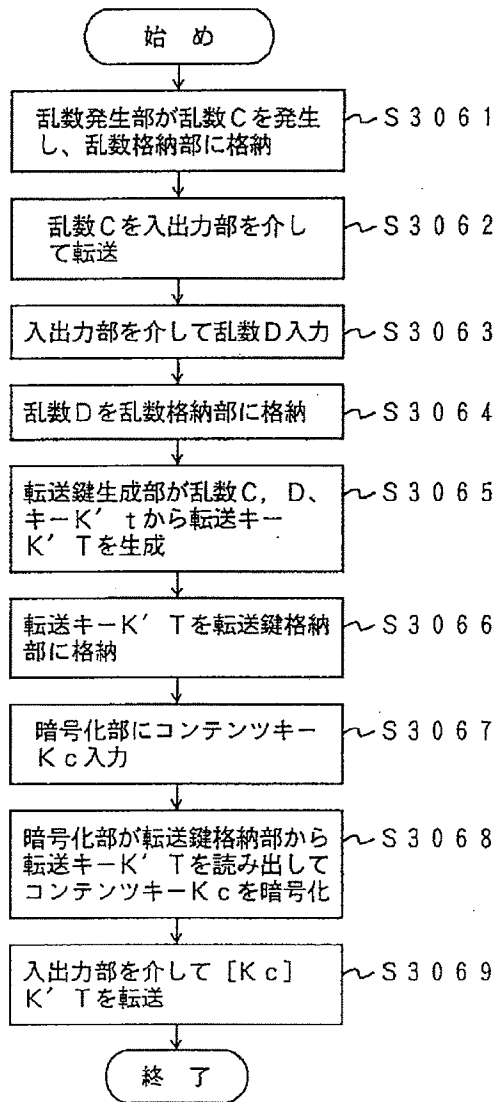 始 め
乱数発生部が乱数Cを発生
し、乱数格納部に格納
S3061
乱数Cを入出力部を介し
て転送
S3062
入出力部を介して乱数D入力
S3063
乱数Dを乱数格納部に格納
S3064
転送鍵生成部が乱数C,D、
キーK′tから転送キー
K′Tを生成
S3065
転送キーK′Tを転送鍵格納
部に格納
S3066
暗号化部にコンテンツキー
Kc入力
S3067
暗号化部が転送鍵格納部から
転送キーK′Tを読み出して
コンテンツキーKcを暗号化
S3068
入出力部を介して[Kc]
K′Tを転送
S3069
終 了